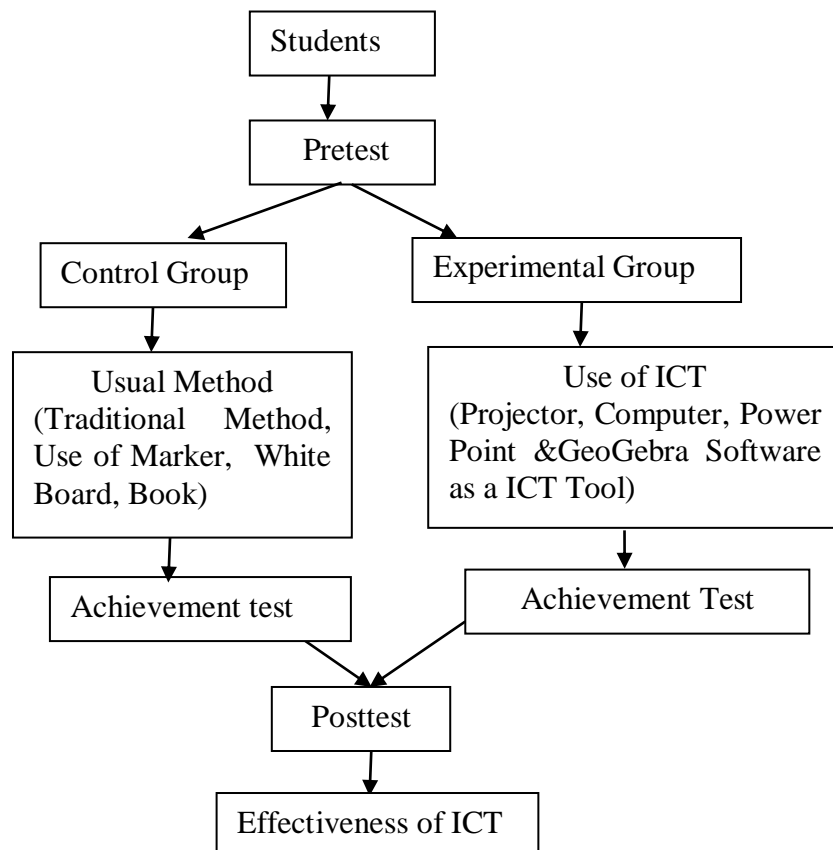 Students
Pretest
Control Group
Experimental Group
Usual Method
(Traditional Method,
Use of Marker, White
Board, Book)
Use of ICT
(Projector, Computer, Power
Point &GeoGebra Software
as a ICT Tool)
Achievement test
Achievement Test
Posttest
Effectiveness of ICT